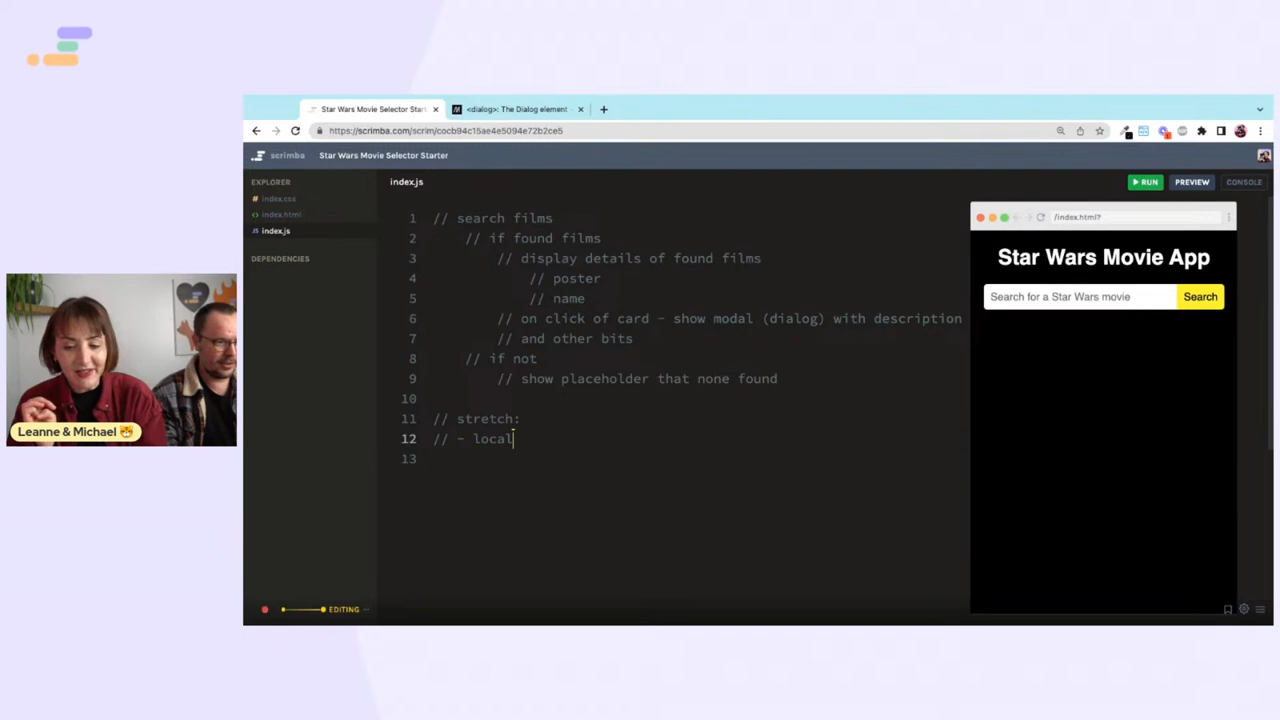 Star Wars Movie Selector Start
<dialog>: The Dialog element
https://scrimba.com/scrim/cocb94c15ae4e5094e72b2ce5
scrimba
Star Wars Movie Selector Starter
EXPLORER
index.css
index.html
JS index.js
DEPENDENCIES
index.js
RUN
PREVIEW
CONSOLE
1 // search films
2 // if found films
3 // display details of found films
4 // poster
5 // name
6 // on click of card - show modal (dialog) with description
7 // and other bits
8 // if not
9 // show placeholder that none found
10
11 // stretch:
12 // - local
13
/index.html?
Star Wars Movie App
Search for a Star Wars movie
Search
Leanne & Michael
EDITING